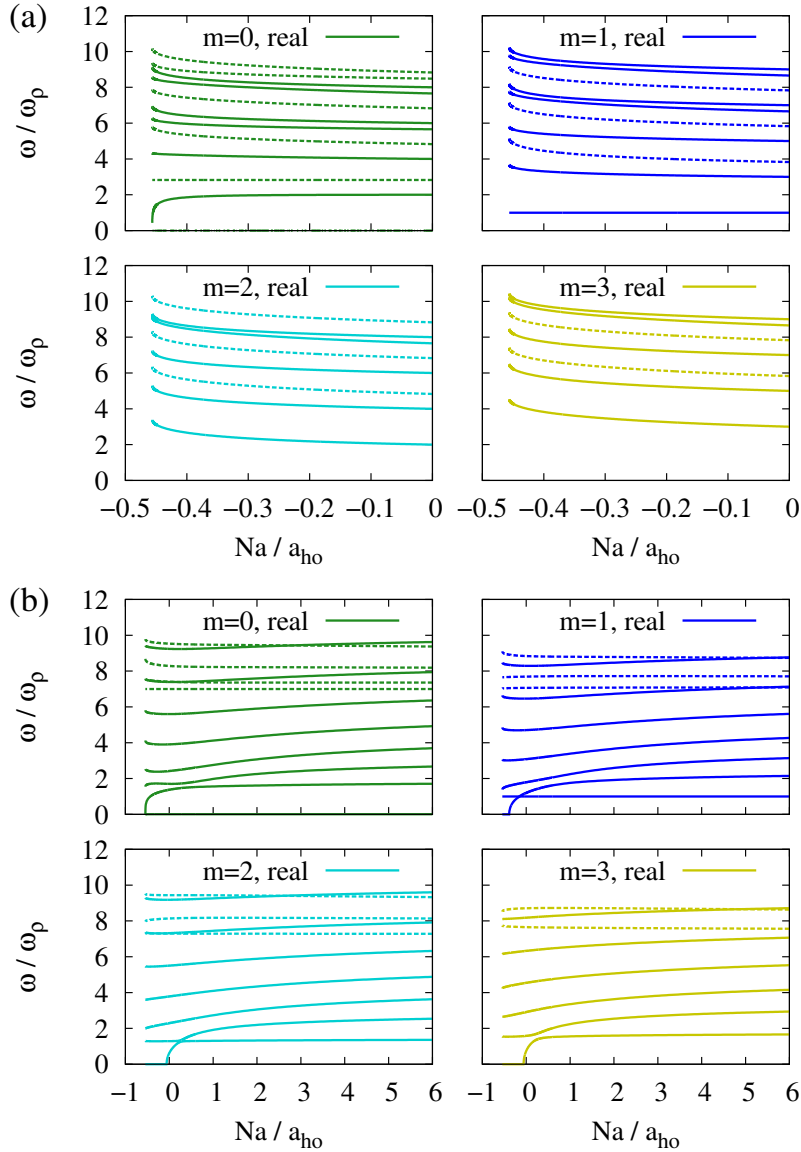 (a)
12
10
8
6
4
2
0
ω / ωρ
m=0, real
m=1, real
12
10
8
6
4
2
0
ω / ωρ
m=2, real
m=3, real
−0.5 −0.4 −0.3 −0.2 −0.1 0
−0.5 −0.4 −0.3 −0.2 −0.1 0
Na / aho
Na / aho
(b)
12
10
8
6
4
2
0
ω / ωρ
m=0, real
m=1, real
12
10
8
6
4
2
0
ω / ωρ
m=2, real
m=3, real
−1 0 1 2 3 4 5 6
−1 0 1 2 3 4 5 6
Na / aho
Na / aho